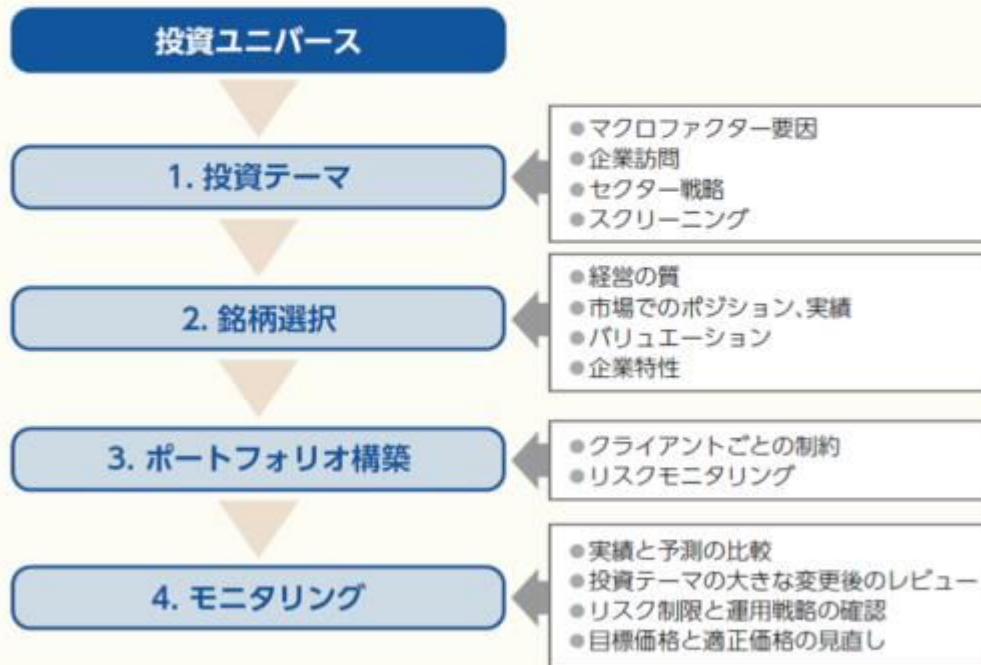 投資ユニバース
1. 投資テーマ
●マクロファクター要因
●企業訪問
●セクター戦略
●スクリーニング
2. 銘柄選択
●経営の質
●市場でのポジション、実績
●バリュエーション
●企業特性
3. ポートフォリオ構築
●クライアントごとの制約
●リスクモニタリング
4. モニタリング
●実績と予測の比較
●投資テーマの大きな変更後のレビュー
●リスク制限と運用戦略の確認
●目標価格と適正価格の見直し